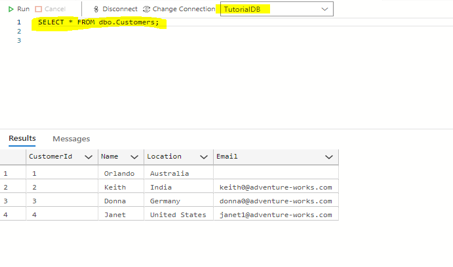 Run Cancel Disconnect Change Connection TutorialDB
1 SELECT * FROM dbo.Customers;
2
3
Results Messages
CustomerId Name Location Email
1 1 Orlando Australia
2 2 Keith India keith0@adventure-works.com
3 3 Donna Germany donna0@adventure-works.com
4 4 Janet United States janet1@adventure-works.com